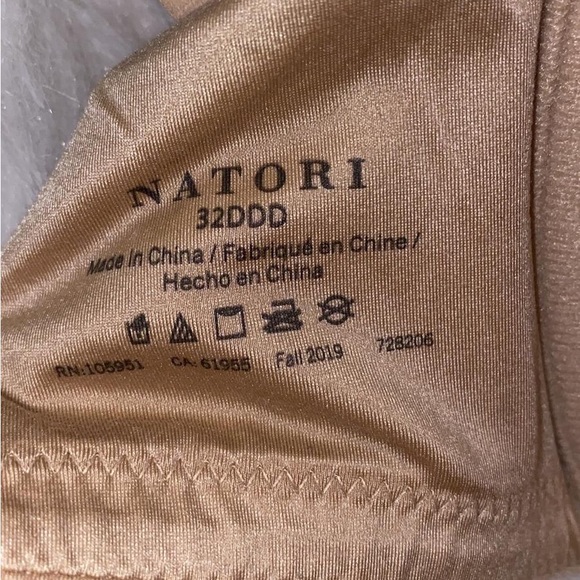 NATORI
32DDD
Made in China / Fabriqué en Chine /
Hecho en China
RN:105951 CA: 61955 Fall 2019 728206